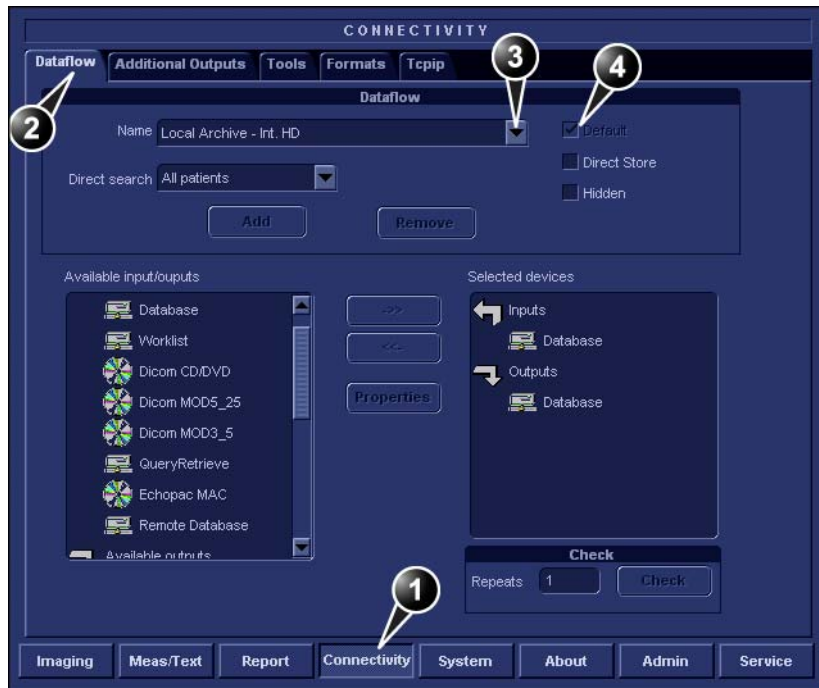 CONNECTIVITY
Dataflow Additional Outputs Tools Formats Tcpip
3
4
2
Dataflow
Name Local Archive - Int. HD
Default
Direct Store
Direct search All patients
Hidden
Add Remove
Available input/ouputs
Selected devices
Database
Worklist
Dicom CD/DVD
Dicom MOD5_25
Dicom MOD3_5
QueryRetrieve
Echopac MAC
Remote Database
Available outputs
->>
<<-
Properties
Inputs
Database
Outputs
Database
Check
Repeats 1 Check
1
Imaging Meas/Text Report Connectivity System About Admin Service